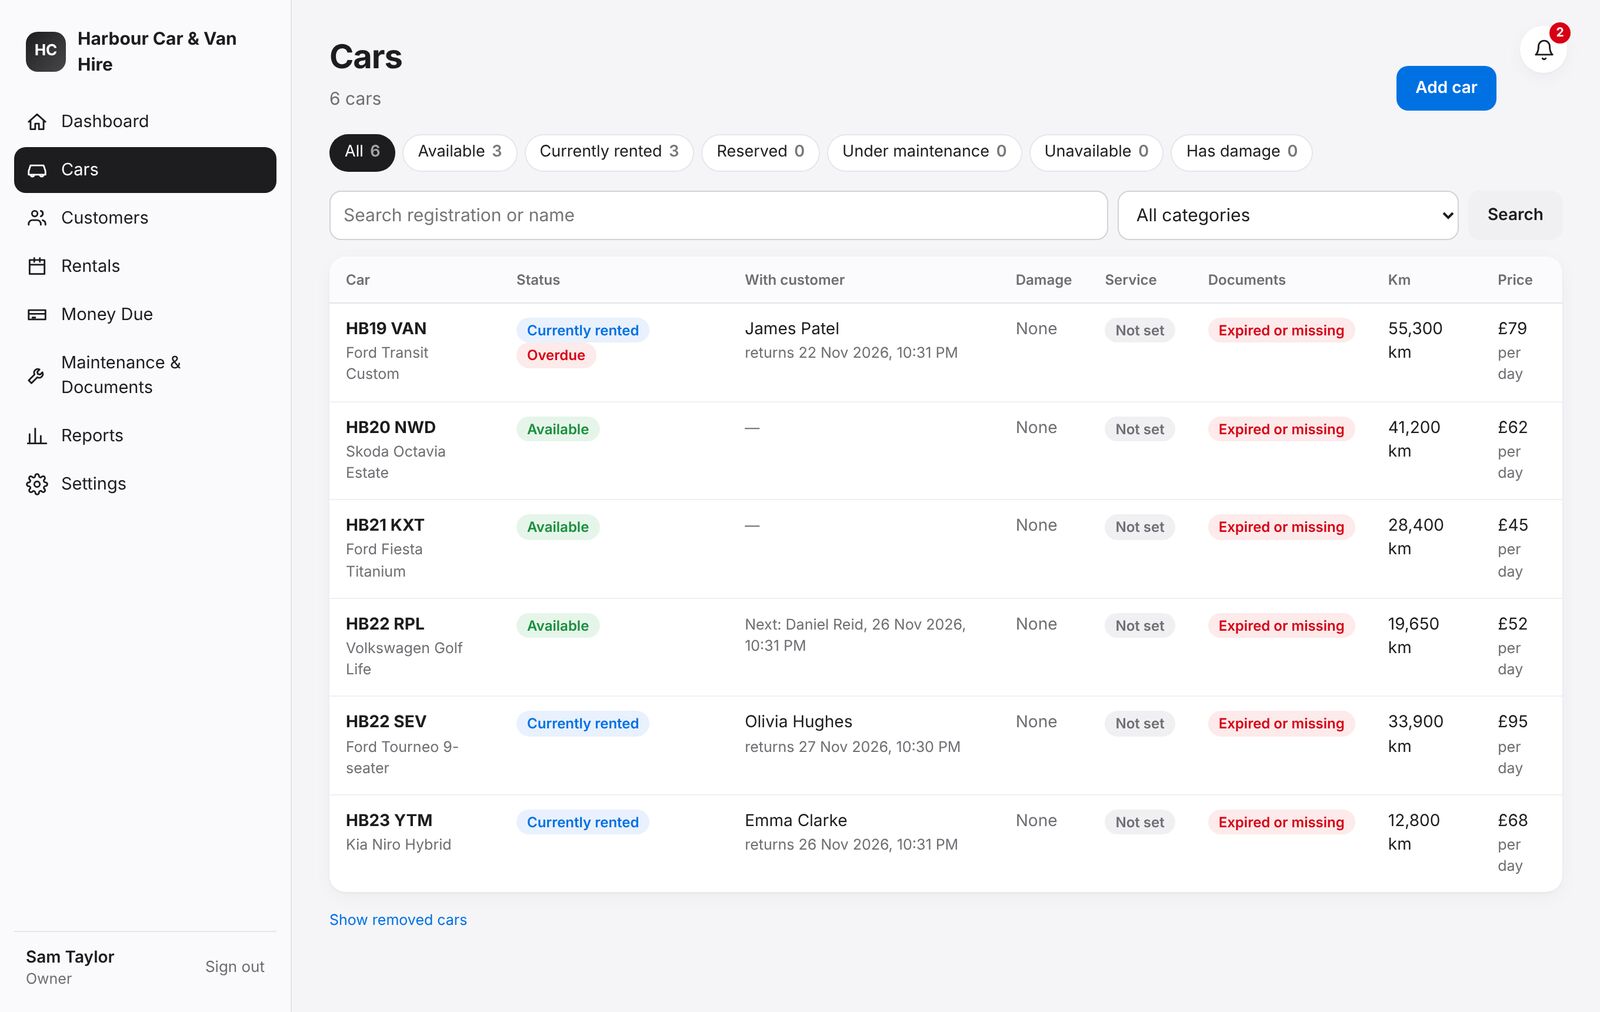 HC
Harbour Car & Van
Hire
Dashboard
Cars
Customers
Rentals
Money Due
Maintenance &
Documents
Reports
Settings
Sam Taylor
Owner
Sign out
Cars
6 cars
2
Add car
All 6
Available 3
Currently rented 3
Reserved 0
Under maintenance 0
Unavailable 0
Has damage 0
Search registration or name
All categories
Search
Car Status With customer Damage Service Documents Km Price
HB19 VAN Currently rented James Patel None Not set Expired or missing 55,300 £79
Ford Transit Overdue returns 22 Nov 2026, 10:31 PM km per
Custom day
HB20 NWD Available — None Not set Expired or missing 41,200 £62
Skoda Octavia km per
Estate day
HB21 KXT Available — None Not set Expired or missing 28,400 £45
Ford Fiesta km per
Titanium day
HB22 RPL Available Next: Daniel Reid, 26 Nov 2026, None Not set Expired or missing 19,650 £52
Volkswagen Golf 10:31 PM km per
Life day
HB22 SEV Currently rented Olivia Hughes None Not set Expired or missing 33,900 £95
Ford Tourneo 9- returns 27 Nov 2026, 10:30 PM km per
seater day
HB23 YTM Currently rented Emma Clarke None Not set Expired or missing 12,800 £68
Kia Niro Hybrid returns 26 Nov 2026, 10:31 PM km per
day
Show removed cars